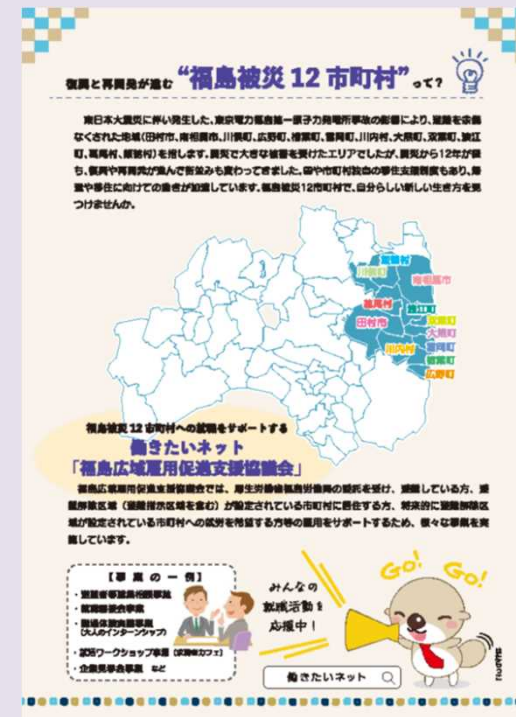 復興と再開発が進む“福島被災12市町村”って？
東日本大震災に伴い発生した、東京電力福島第一原子力発電所事故の影響により、避難を余儀
なくされた地域(田村市、南相馬市、川俣町、広野町、楢葉町、富岡町、川内村、大熊町、双葉町、浪江
町、葛尾村、飯舘村)を指します。震災で大きな被害を受けたエリアでしたが、震災から12年が経
ち、復興や再開発が進んで街並みも変わってきました。国や市町村独自の移住支援制度もあり、帰
還や移住に向けての動きが加速しています。福島被災12市町村で、自分らしい新しい生き方を見
つけませんか。
飯舘村
川俣町
南相馬市
葛尾村
浪江町
田村市
双葉町
大熊町
川内村
富岡町
楢葉町
広野町
福島被災12市町村への就職をサポートする
働きたいネット
「福島広域雇用促進支援協議会」
福島広域雇用促進支援協議会では、厚生労働省福島労働局の委託を受け、避難している方、避
難解除区域（避難指示区域を含む）が設定されている市町村に居住する方、将来的に避難解除区
域が設定されている市町村への就労を希望する方等の雇用をサポートするため、様々な事業を実
施しています。
【事業の一例】
・就職面接会事業
・職場体験実習事業
(大人のインターンシップ)
・就活ワークショップ事業（求職者カフェ）
・企業見学会事業 など
みんなの
就職活動を
応援中！
Go! Go!
働きたいネット